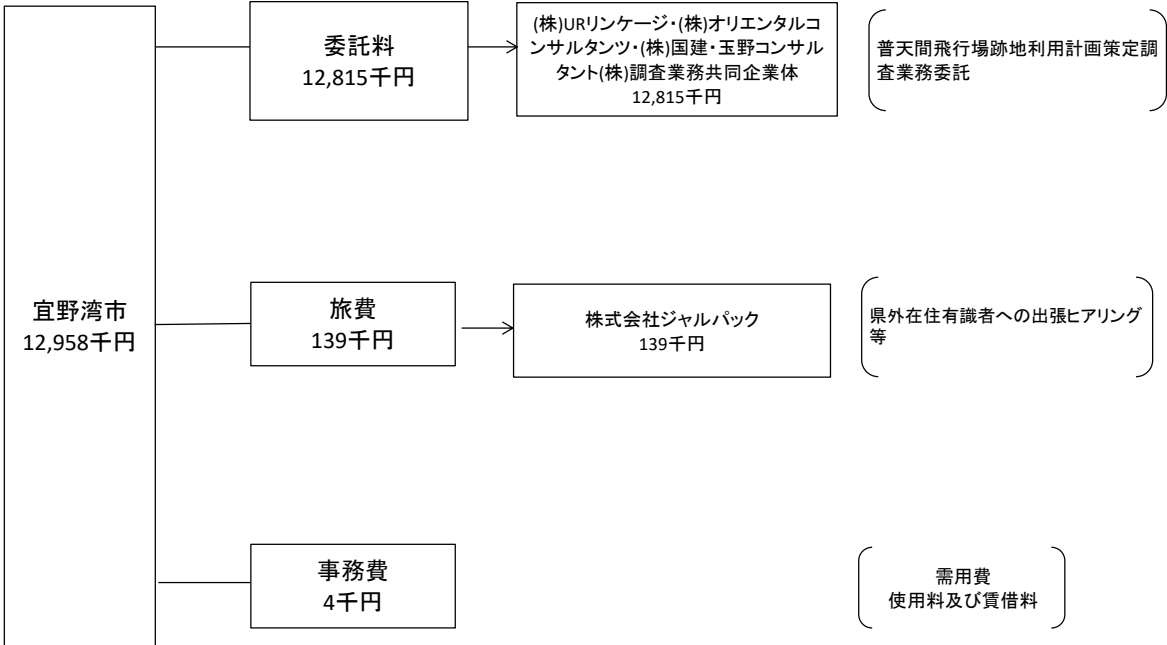 宜野湾市
12,958千円
委託料
12,815千円
(株)URリンケージ・(株)オリエンタルコ
ンサルタンツ・(株)国建・玉野コンサル
タント(株)調査業務共同企業体
12,815千円
普天間飛行場跡地利用計画策定調
査業務委託
旅費
139千円
株式会社ジャルパック
139千円
県外在住有識者への出張ヒアリング
等
事務費
4千円
需用費
使用料及び賃借料